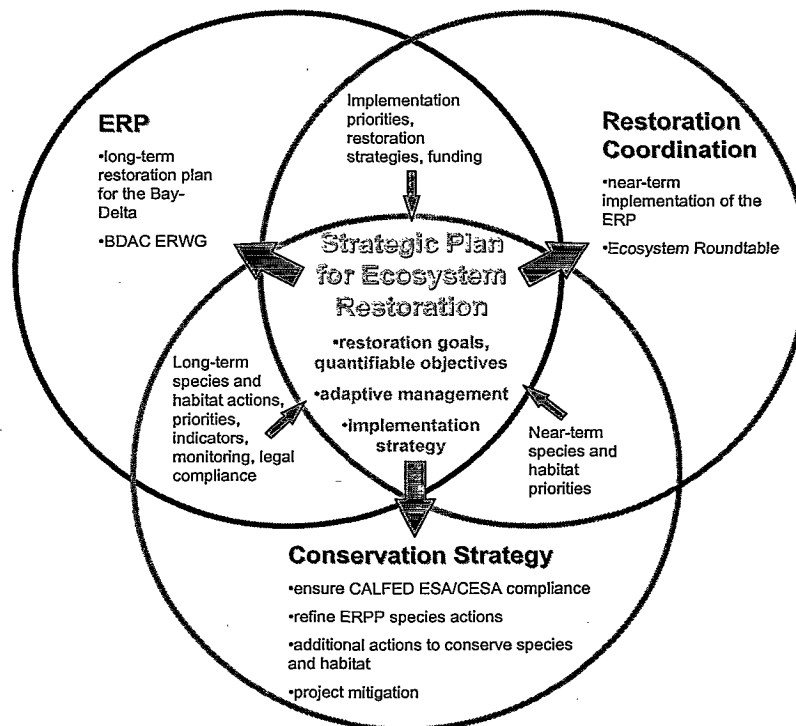 Implementation
priorities,
restoration
strategies, funding
ERP
•long-term
restoration plan
for the Bay-
Delta
•BDAC ERWG
Restoration
Coordination
•near-term
implementation of the
ERP
•Ecosystem Roundtable
Strategic Plan
for Ecosystem
Restoration
•restoration goals,
quantifiable objectives
•adaptive management
•implementation
strategy
Long-term
species and
habitat actions,
priorities,
indicators,
monitoring, legal
compliance
Near-term
species and
habitat
priorities
Conservation Strategy
•ensure CALFED ESA/CESA compliance
•refine ERPP species actions
•additional actions to conserve species
and habitat
•project mitigation